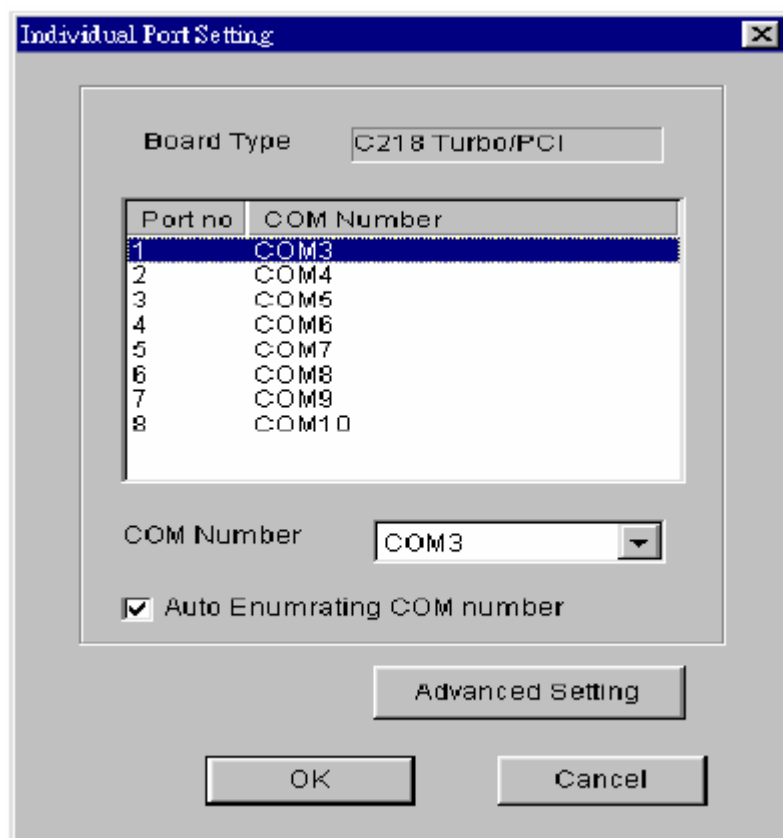 Individual Port Setting
Board Type C218 Turbo/PCI
Port no COM Number
1 COM3
2 COM4
3 COM5
4 COM6
5 COM7
6 COM8
7 COM9
8 COM10
COM Number COM3
Auto Enumrating COM number
Advanced Setting
OK Cancel